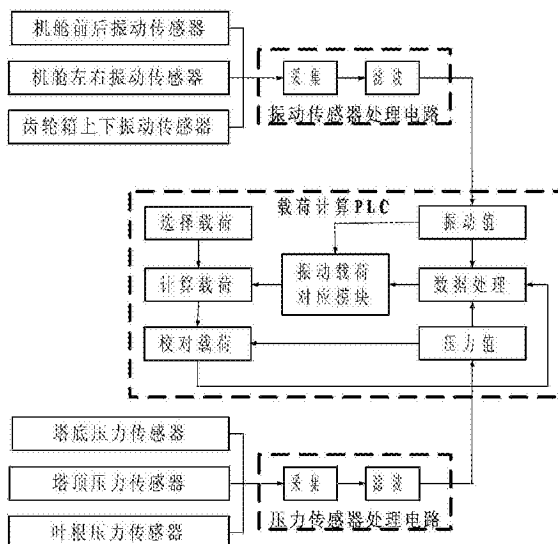 机舱前后振动传感器
机舱左右振动传感器
齿轮箱上下振动传感器
采集
滤波
振动传感器处理电路
载荷计算PLC
选择载荷
振动值
计算载荷
振动载荷
对应模块
数据处理
校对载荷
压力值
塔底压力传感器
塔顶压力传感器
叶根压力传感器
采集
滤波
压力传感器处理电路